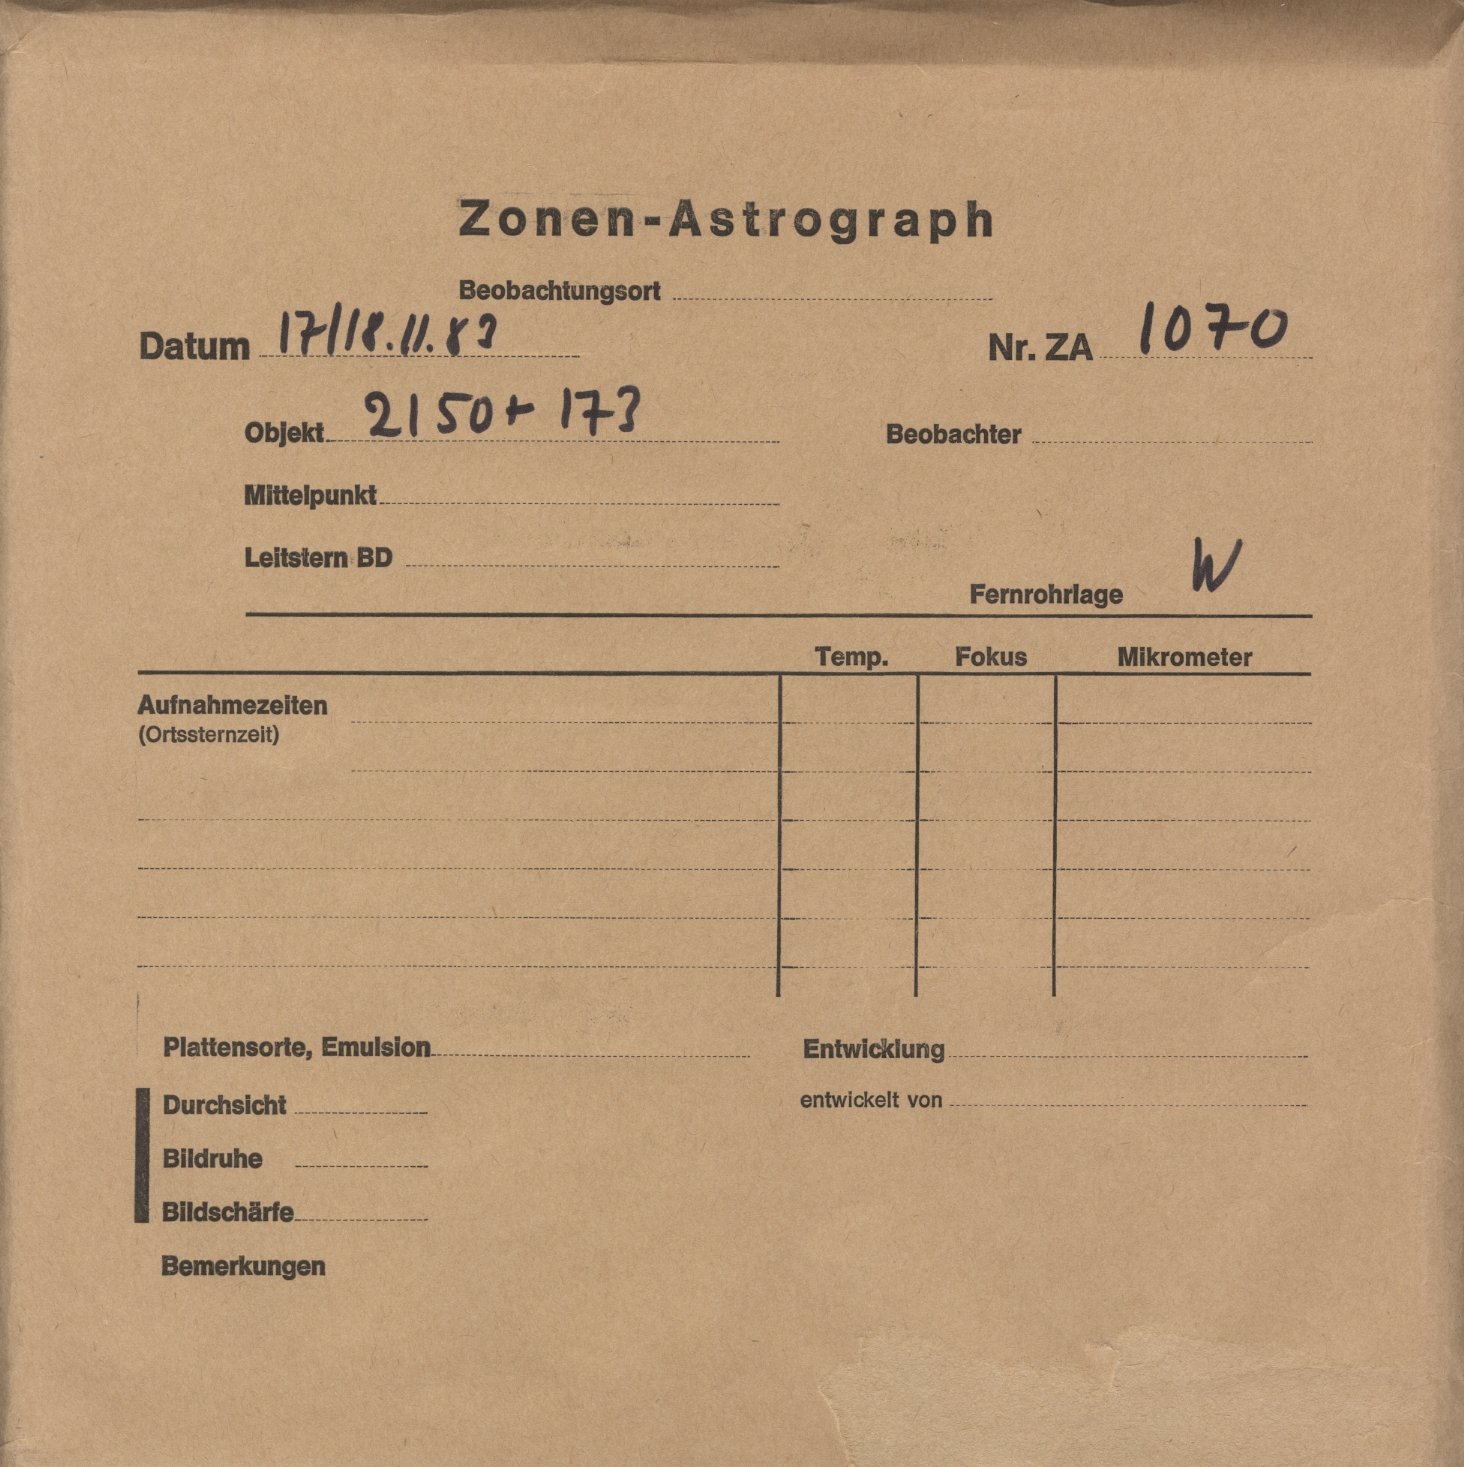 Zonen-Astrograph
Beobachtungsort
Datum 17/18.11.83 Nr. ZA 1070
Objekt 2150+173 Beobachter
Mittelpunkt
Leitstern BD
Fernrohrlage W
Temp. Fokus Mikrometer
Aufnahmezeiten
(Ortssternzeit)
Plattensorte, Emulsion Entwicklung
Durchsicht entwickelt von
Bildruhe
Bildschärfe
Bemerkungen